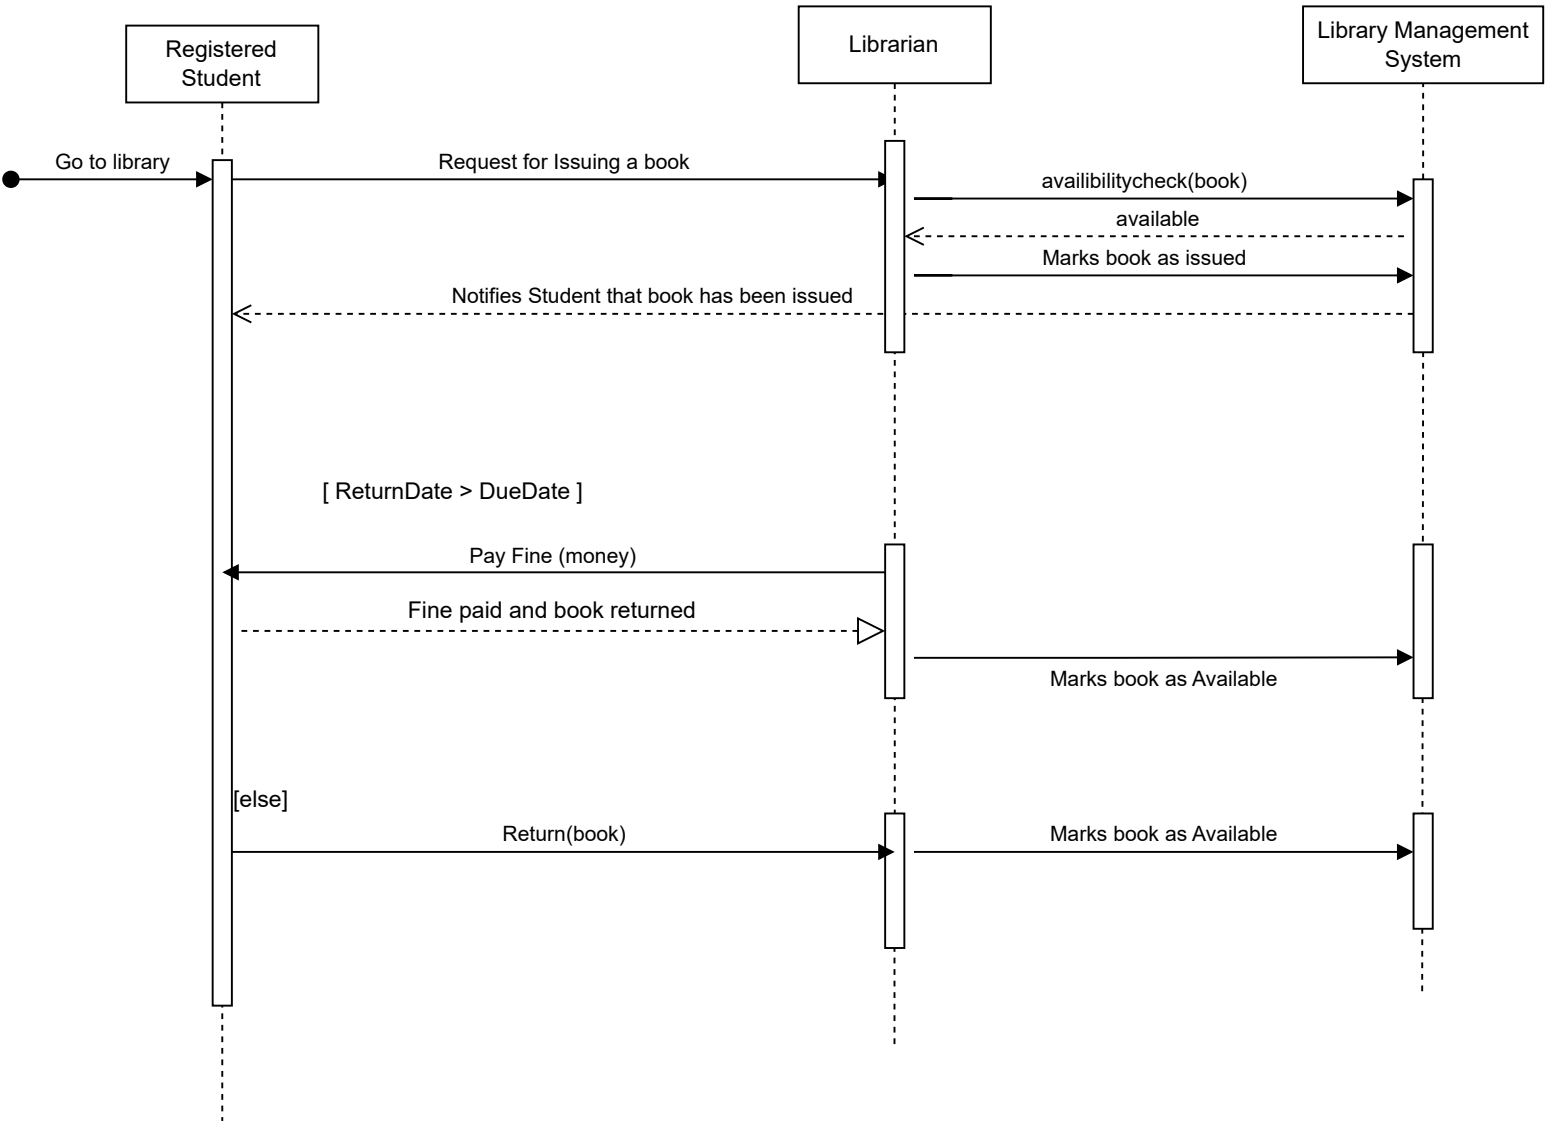 Registered
Student
Librarian
Library Management
System
Go to library
Request for Issuing a book
availibilitycheck(book)
available
Marks book as issued
Notifies Student that book has been issued
[ ReturnDate > DueDate ]
Pay Fine (money)
Fine paid and book returned
Marks book as Available
[else]
Return(book)
Marks book as Available